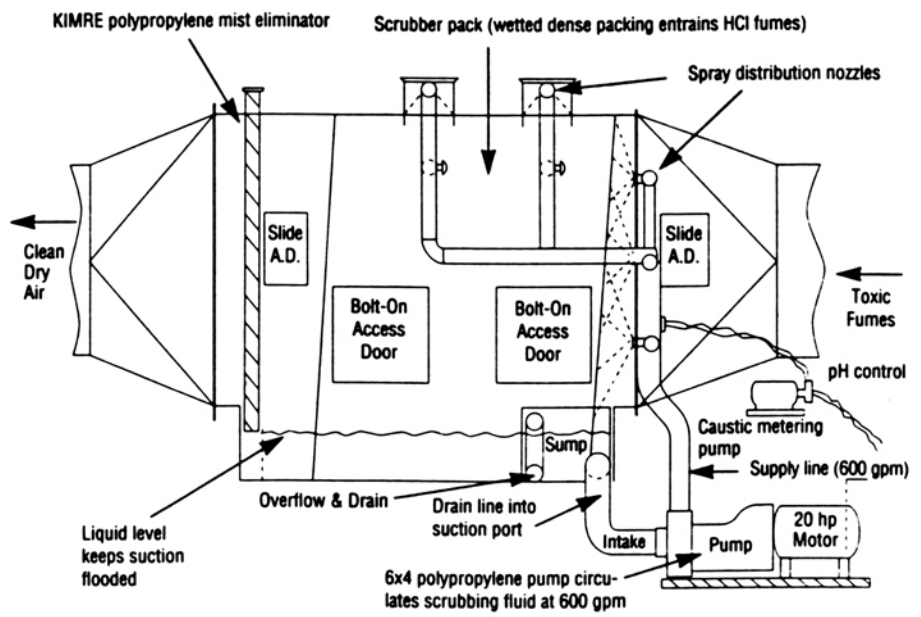 KIMRE polypropylene mist eliminator
Scrubber pack (wetted dense packing entrains HCl fumes)
Spray distribution nozzles
Slide
A.D.
Slide
A.D.
Clean
Dry
Air
Toxic
Fumes
Bolt-On
Access
Door
Bolt-On
Access
Door
pH control
Caustic metering
pump
Sump
Supply line (600 gpm)
Overflow & Drain
Drain line into
suction port
Liquid level
keeps suction
flooded
Intake
Pump
20 hp
Motor
6x4 polypropylene pump circu-
lates scrubbing fluid at 600 gpm